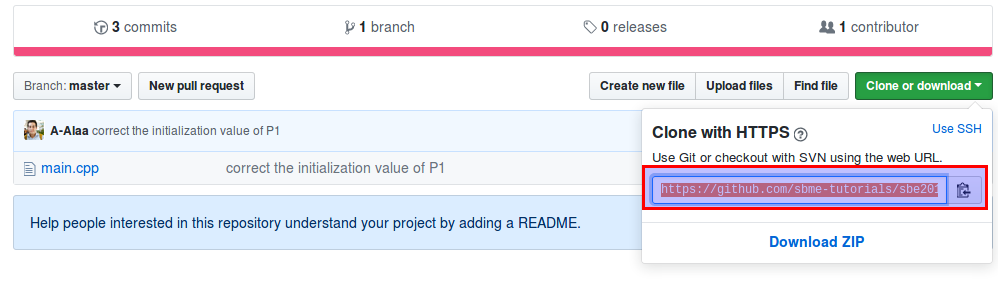 3 commits 1 branch 0 releases 1 contributor
Branch: master New pull request Create new file Upload files Find file Clone or download
A-Alaa correct the initialization value of P1
main.cpp correct the initialization value of P1
Help people interested in this repository understand your project by adding a README.
Clone with HTTPS ? Use SSH
Use Git or checkout with SVN using the web URL.
https://github.com/sbme-tutorials/sbe201
Download ZIP